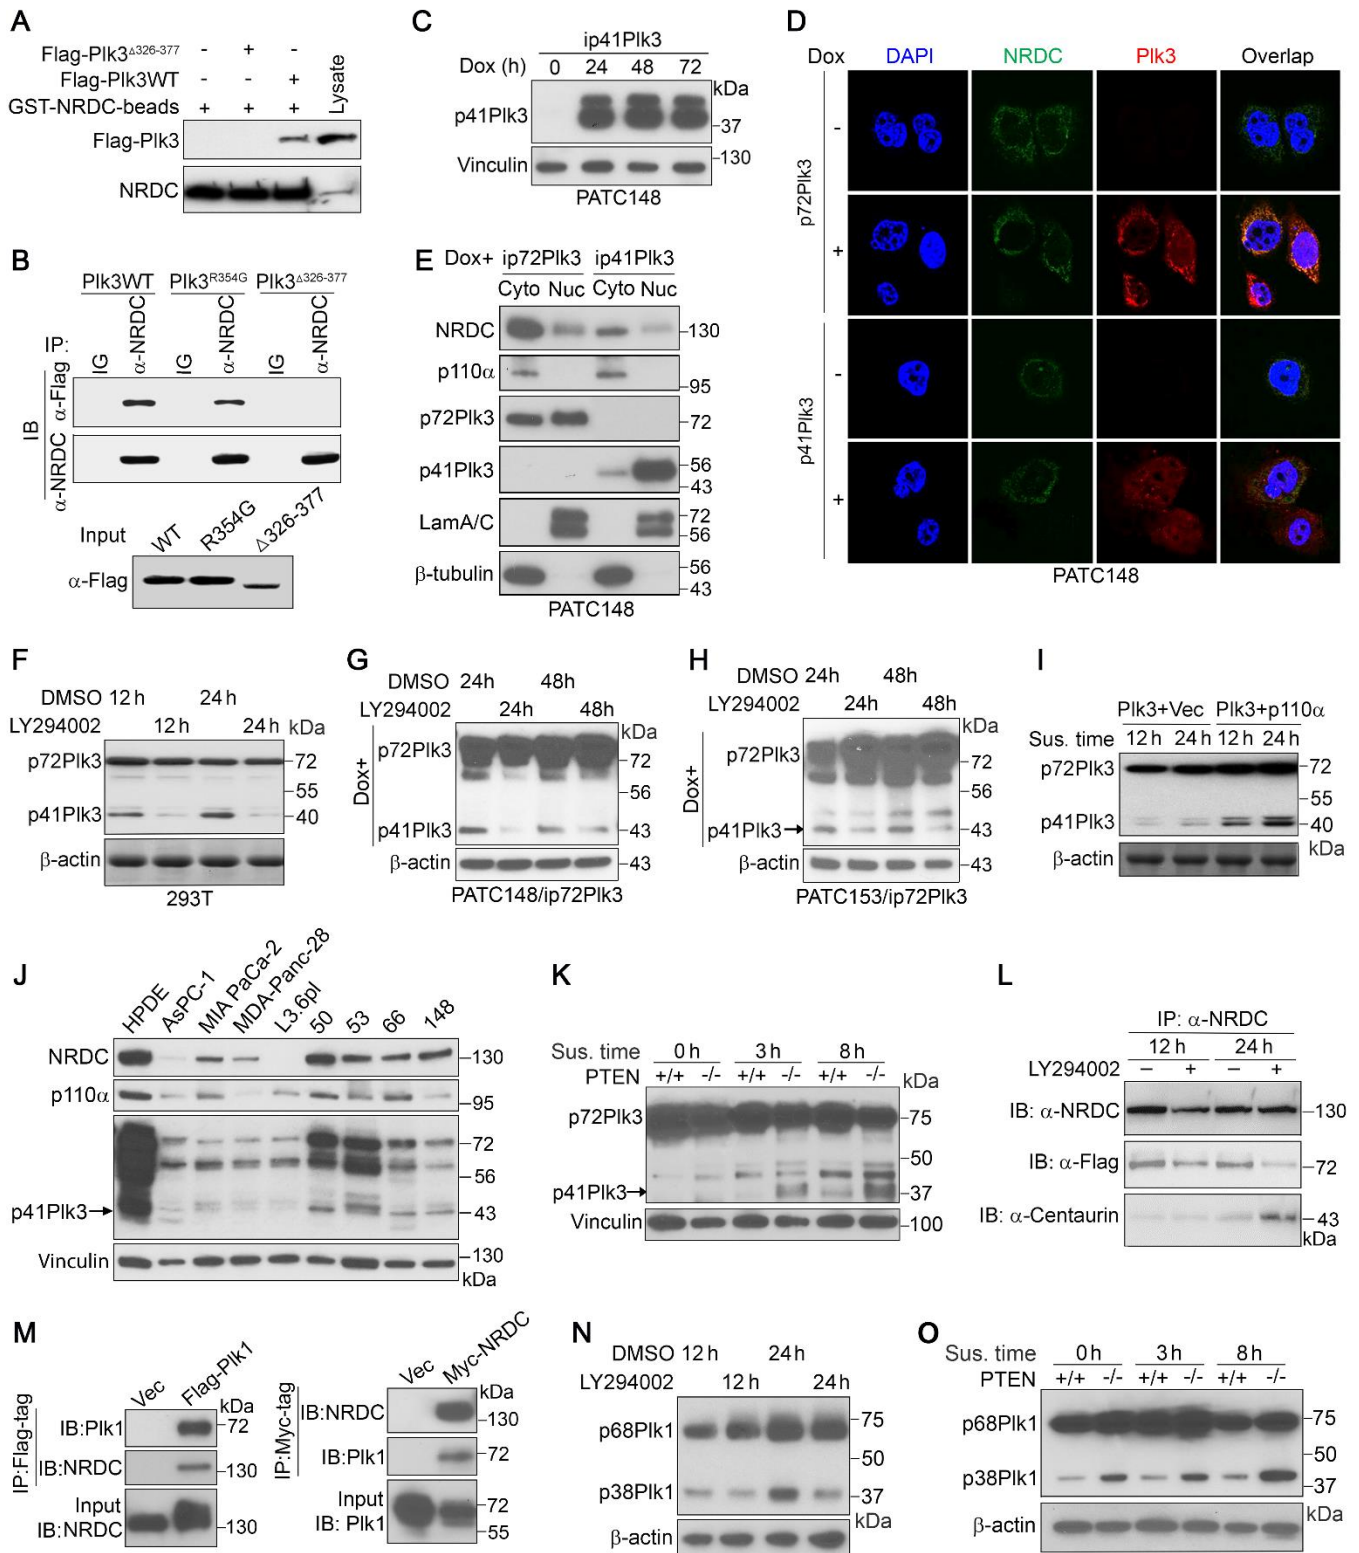 A
Flag-Plk3Δ326-377 - + -
Flag-Plk3WT - - + Lysate
GST-NRDC-beads + + +
Flag-Plk3
NRDC
B
Plk3WT Plk3R354G Plk3Δ326-377
IP : IG α-NRDC IG α-NRDC IG α-NRDC
IB α-Flag
α-NRDC
Input WT R354G Δ326-377
α-Flag
C
ip41Plk3
Dox (h) 0 24 48 72
kDa
p41Plk3 37
Vinculin 130
PATC148
D
Dox DAPI NRDC Plk3 Overlap
p72Plk3 - +
p41Plk3 - +
PATC148
E
Dox+ ip72Plk3 ip41Plk3
Cyto Nuc Cyto Nuc
NRDC 130
p110α 95
p72Plk3 72
p41Plk3 56
43
LamA/C 72
56
β-tubulin 56
43
PATC148
F
DMSO 12 h 24 h
LY294002 12 h 24 h kDa
p72Plk3 72
55
p41Plk3 40
β-actin
293T
G
DMSO 24h 48h
LY294002 24h 48h
kDa
Dox+ p72Plk3 72
56
p41Plk3 43
β-actin 43
PATC148/ip72Plk3
H
DMSO 24h 48h
LY294002 24h 48h
kDa
Dox+ p72Plk3 72
56
p41Plk3 43
β-actin 43
PATC153/ip72Plk3
I
Plk3+Vec Plk3+p110α
Sus. time 12 h 24 h 12 h 24 h
p72Plk3 72
55
p41Plk3 40
β-actin kDa
J
HPDE AsPC-1 MIA PaCa-2 MDA-Panc-28 L3.6pl 50 53 66 148
NRDC 130
p110α 95
72
56
p41Plk3 43
Vinculin 130
kDa
K
Sus. time 0 h 3 h 8 h
PTEN +/+ -/- +/+ -/- +/+ -/- kDa
p72Plk3 75
50
p41Plk3 37
Vinculin 100
L
IP: α-NRDC
12 h 24 h
LY294002 – + – +
IB: α-NRDC 130
IB: α-Flag 72
IB: α-Centaurin 43
kDa
M
Vec Flag-Plk1
kDa
IP:Flag-tag IB:Plk1 72
IB:NRDC 130
Input
IB:NRDC 130
Vec Myc-NRDC
kDa
IP:Myc-tag IB:NRDC 130
IB:Plk1 72
Input 72
IB: Plk1 55
N
DMSO 12 h 24 h
LY294002 12 h 24 h
p68Plk1 75
50
p38Plk1 37
kDa
β-actin
O
Sus. time 0 h 3 h 8 h
PTEN +/+ -/- +/+ -/- +/+ -/-
p68Plk1 75
50
p38Plk1 37
kDa
β-actin